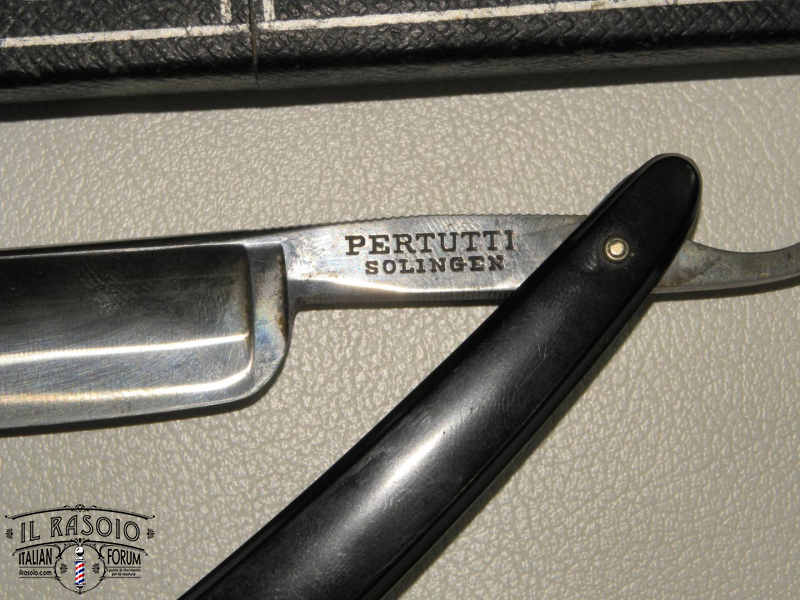 PERTUTTI
SOLINGEN
IL RASOIO
ITALIAN FORUM
ilrasoio.com